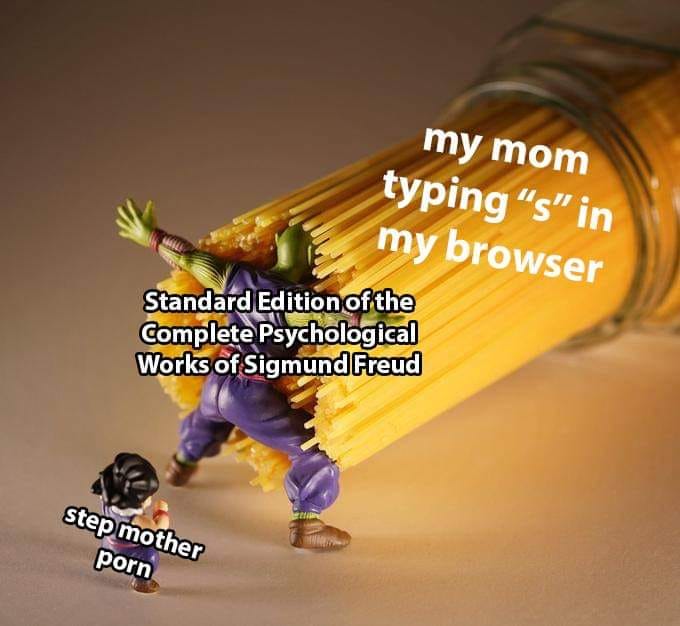 my mom
typing “s” in
my browser
Standard Edition of the
Complete Psychological
Works of Sigmund Freud
step mother
porn